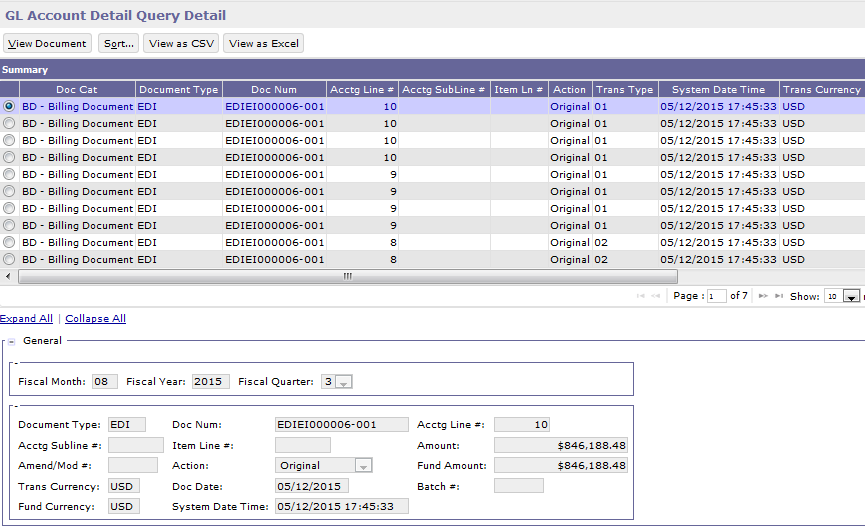 GL Account Detail Query Detail
View Document Sort... View as CSV View as Excel
Summary
Doc Cat Document Type Doc Num Acctg Line # Acctg SubLine # Item Ln # Action Trans Type System Date Time Trans Currency
BD - Billing Document EDI EDIEI000006-001 10 Original 01 05/12/2015 17:45:33 USD
BD - Billing Document EDI EDIEI000006-001 10 Original 01 05/12/2015 17:45:33 USD
BD - Billing Document EDI EDIEI000006-001 10 Original 01 05/12/2015 17:45:33 USD
BD - Billing Document EDI EDIEI000006-001 10 Original 01 05/12/2015 17:45:33 USD
BD - Billing Document EDI EDIEI000006-001 9 Original 01 05/12/2015 17:45:33 USD
BD - Billing Document EDI EDIEI000006-001 9 Original 01 05/12/2015 17:45:33 USD
BD - Billing Document EDI EDIEI000006-001 9 Original 01 05/12/2015 17:45:33 USD
BD - Billing Document EDI EDIEI000006-001 9 Original 01 05/12/2015 17:45:33 USD
BD - Billing Document EDI EDIEI000006-001 8 Original 02 05/12/2015 17:45:33 USD
BD - Billing Document EDI EDIEI000006-001 8 Original 02 05/12/2015 17:45:33 USD
Page : 1 of 7 Show: 10
Expand All | Collapse All
General
Fiscal Month: 08 Fiscal Year: 2015 Fiscal Quarter: 3
Document Type: EDI Doc Num: EDIEI000006-001 Acctg Line #: 10
Acctg Subline #: Item Line #: Amount: $846,188.48
Amend/Mod #: Action: Original Fund Amount: $846,188.48
Trans Currency: USD Doc Date: 05/12/2015 Batch #:
Fund Currency: USD System Date Time: 05/12/2015 17:45:33